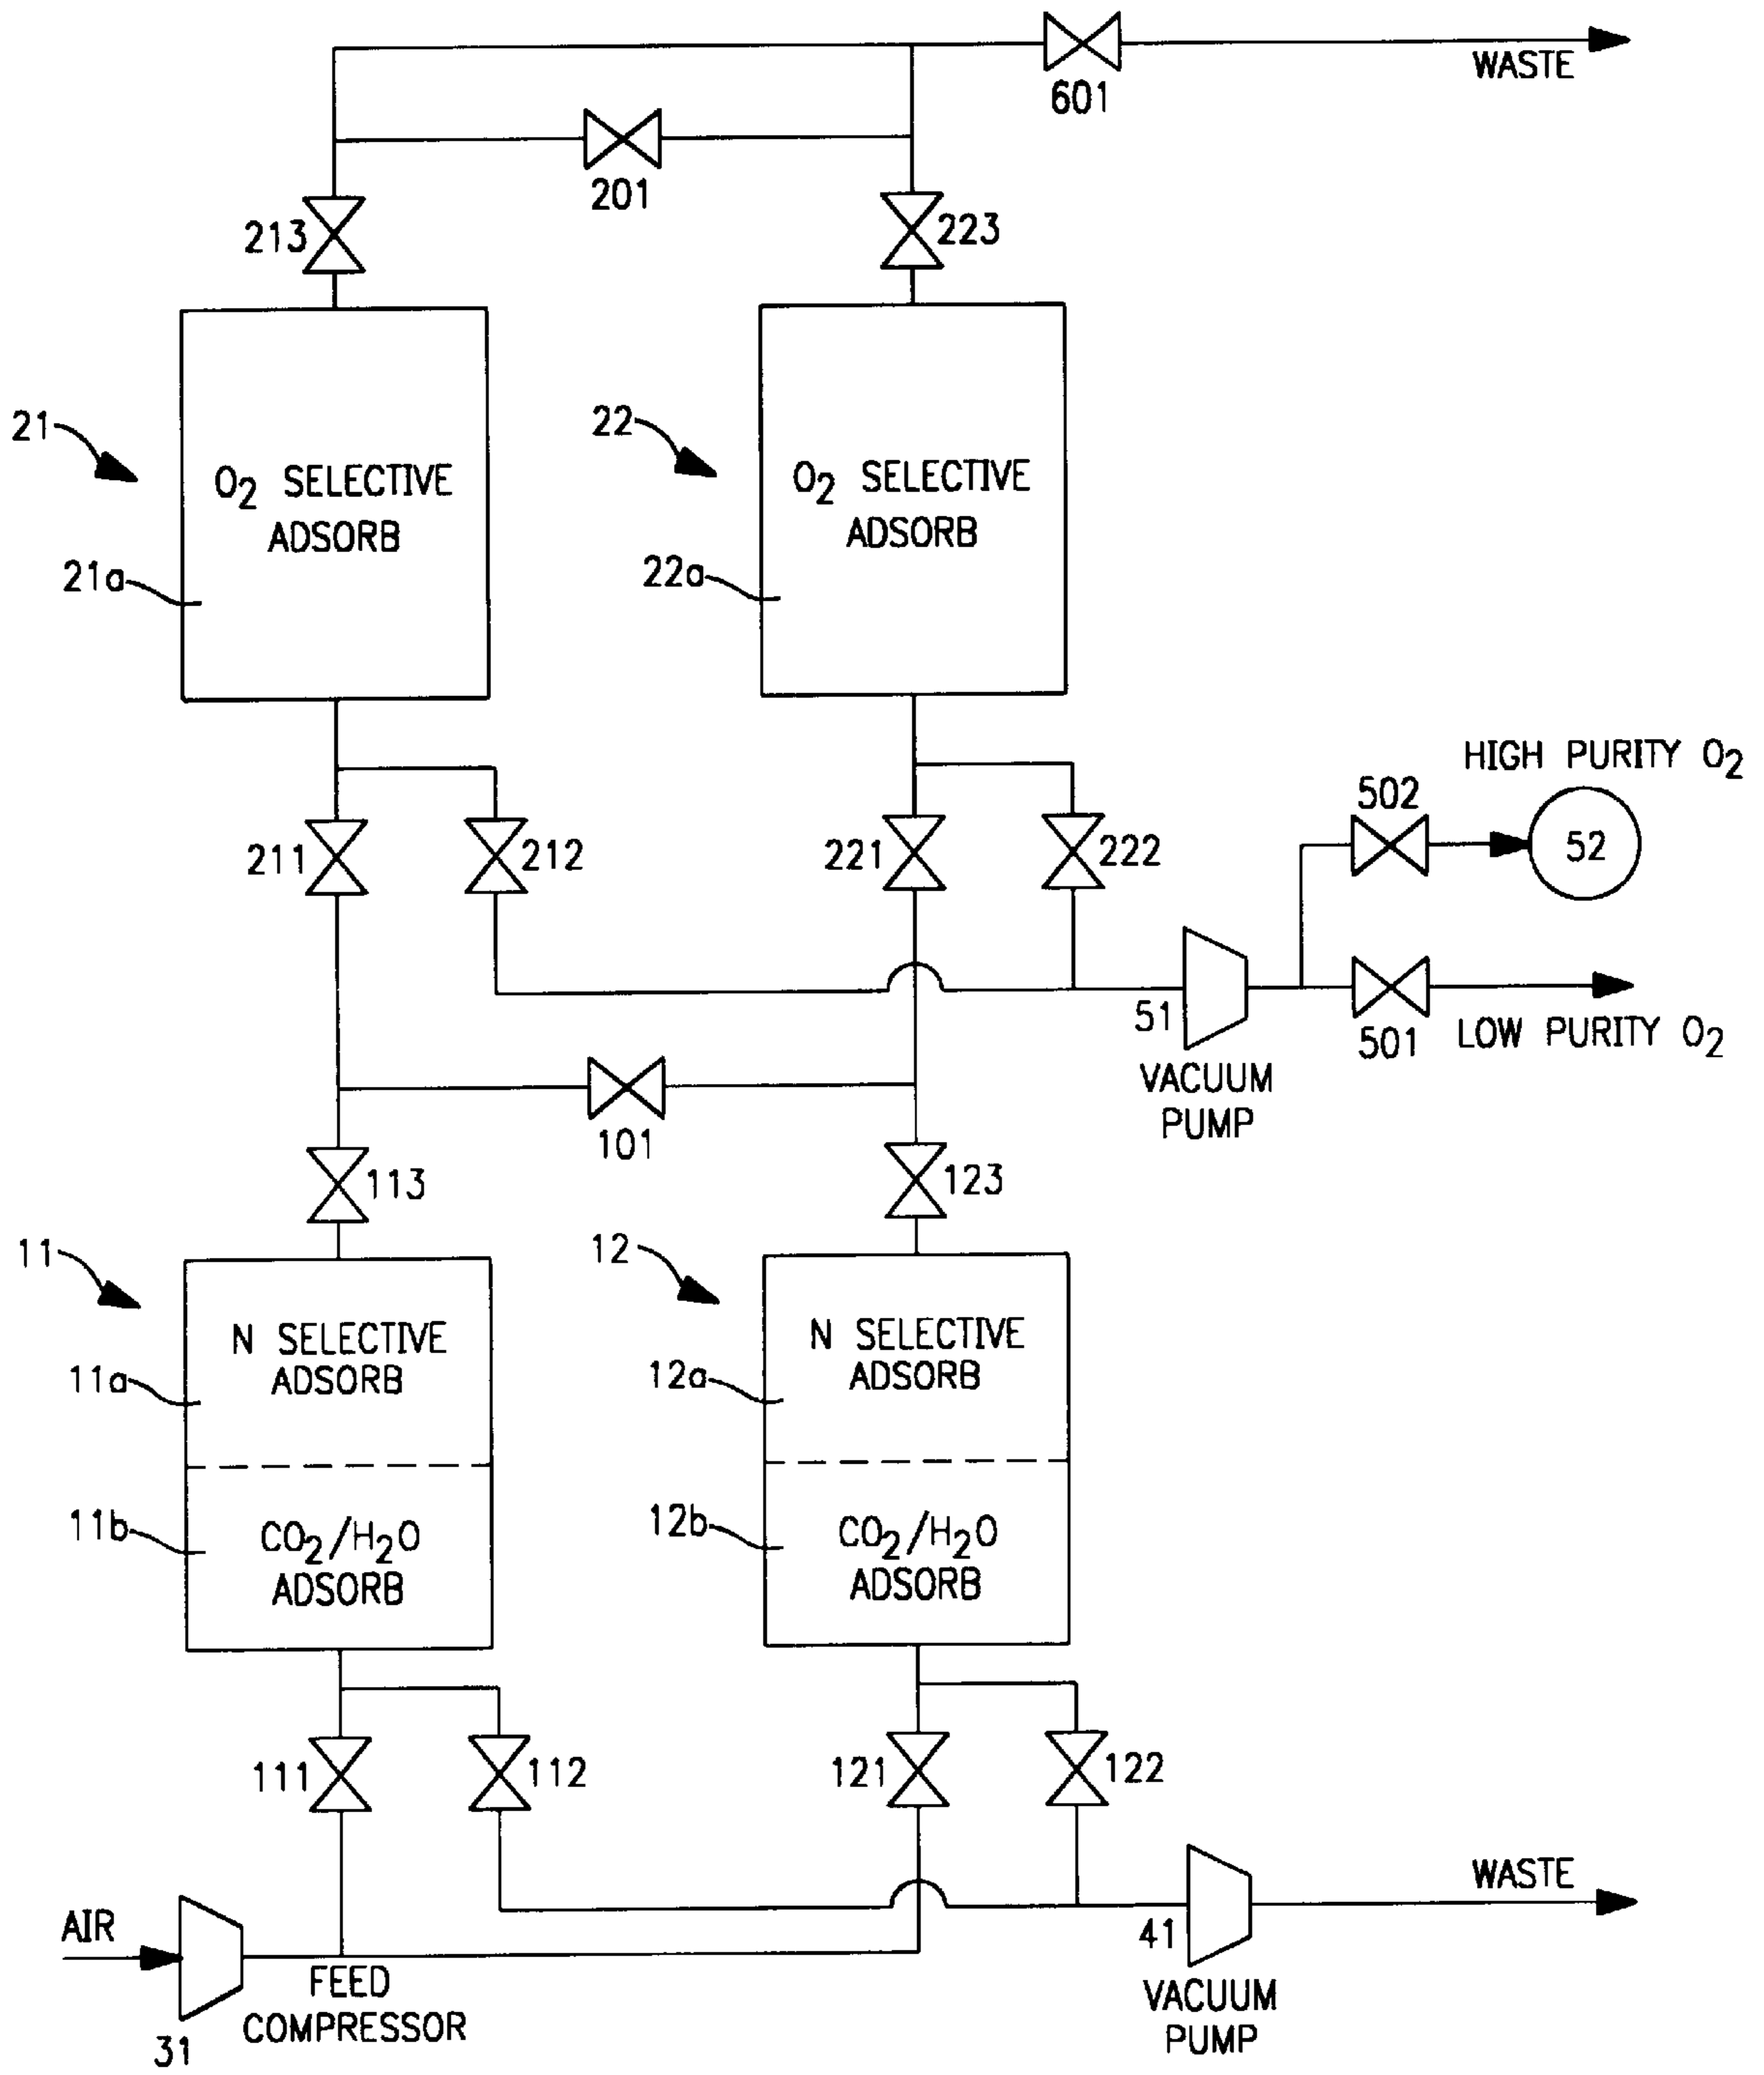 601
WASTE
201
213
223
21
22
O2 SELECTIVE
ADSORB
O2 SELECTIVE
ADSORB
21a
22a
HIGH PURITY O2
502
52
211
212
221
222
51
501
LOW PURITY O2
VACUUM
PUMP
101
113
123
11
12
N SELECTIVE
ADSORB
N SELECTIVE
ADSORB
11a
12a
11b
12b
CO2/H2O
ADSORB
CO2/H2O
ADSORB
111
112
121
122
WASTE
AIR
41
FEED
COMPRESSOR
VACUUM
PUMP
31